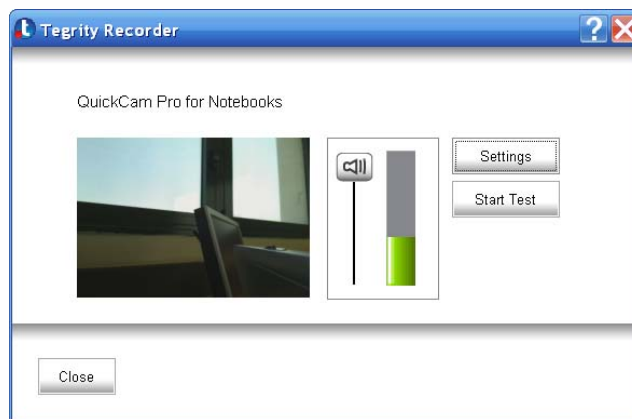 Tegrity Recorder
QuickCam Pro for Notebooks
Settings
Start Test
Close